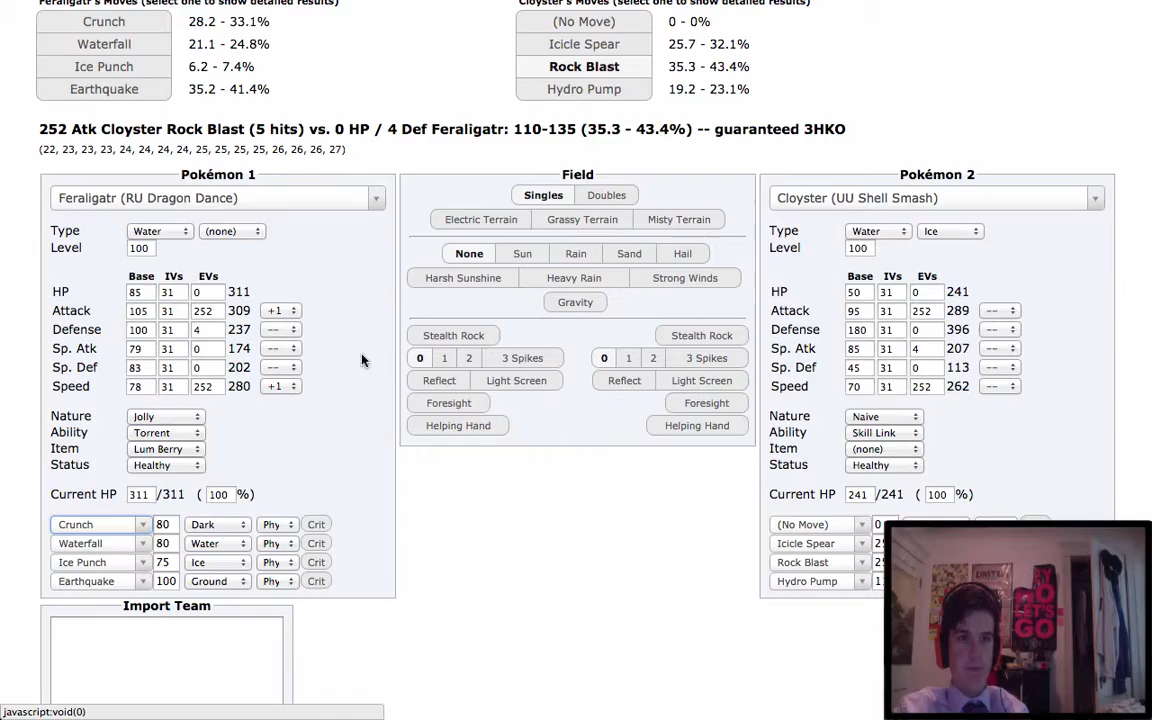 Feraligatr's Moves (select one to show detailed results)
Cloyster's Moves (select one to show detailed results)
Crunch 28.2 - 33.1%
(No Move) 0 - 0%
Waterfall 21.1 - 24.8%
Icicle Spear 25.7 - 32.1%
Ice Punch 6.2 - 7.4%
Rock Blast 35.3 - 43.4%
Earthquake 35.2 - 41.4%
Hydro Pump 19.2 - 23.1%
252 Atk Cloyster Rock Blast (5 hits) vs. 0 HP / 4 Def Feraligatr: 110-135 (35.3 - 43.4%) -- guaranteed 3HKO
(22, 23, 23, 23, 24, 24, 24, 24, 25, 25, 25, 25, 26, 26, 26, 27)
Pokémon 1
Feraligatr (RU Dragon Dance)
Type Water (none)
Level 100
Base IVs EVs
HP 85 31 0 311
Attack 105 31 252 309 +1
Defense 100 31 4 237 --
Sp. Atk 79 31 0 174 --
Sp. Def 83 31 0 202 --
Speed 78 31 252 280 +1
Nature Jolly
Ability Torrent
Item Lum Berry
Status Healthy
Current HP 311 /311 ( 100 %)
Crunch 80 Dark Phy Crit
Waterfall 80 Water Phy Crit
Ice Punch 75 Ice Phy Crit
Earthquake 100 Ground Phy Crit
Import Team
Field
Singles Doubles
Electric Terrain Grassy Terrain Misty Terrain
None Sun Rain Sand Hail
Harsh Sunshine Heavy Rain Strong Winds
Gravity
Stealth Rock Stealth Rock
0 1 2 3 Spikes 0 1 2 3 Spikes
Reflect Light Screen Reflect Light Screen
Foresight Foresight
Helping Hand Helping Hand
Pokémon 2
Cloyster (UU Shell Smash)
Type Water Ice
Level 100
Base IVs EVs
HP 50 31 0 241
Attack 95 31 252 289 --
Defense 180 31 0 396 --
Sp. Atk 85 31 4 207 --
Sp. Def 45 31 0 113 --
Speed 70 31 252 262 --
Nature Naive
Ability Skill Link
Item (none)
Status Healthy
Current HP 241 /241 ( 100 %)
(No Move) 0
Icicle Spear
Rock Blast
Hydro Pump
EINSTEIN
GO
LET'S
GO
javascript:void(0)